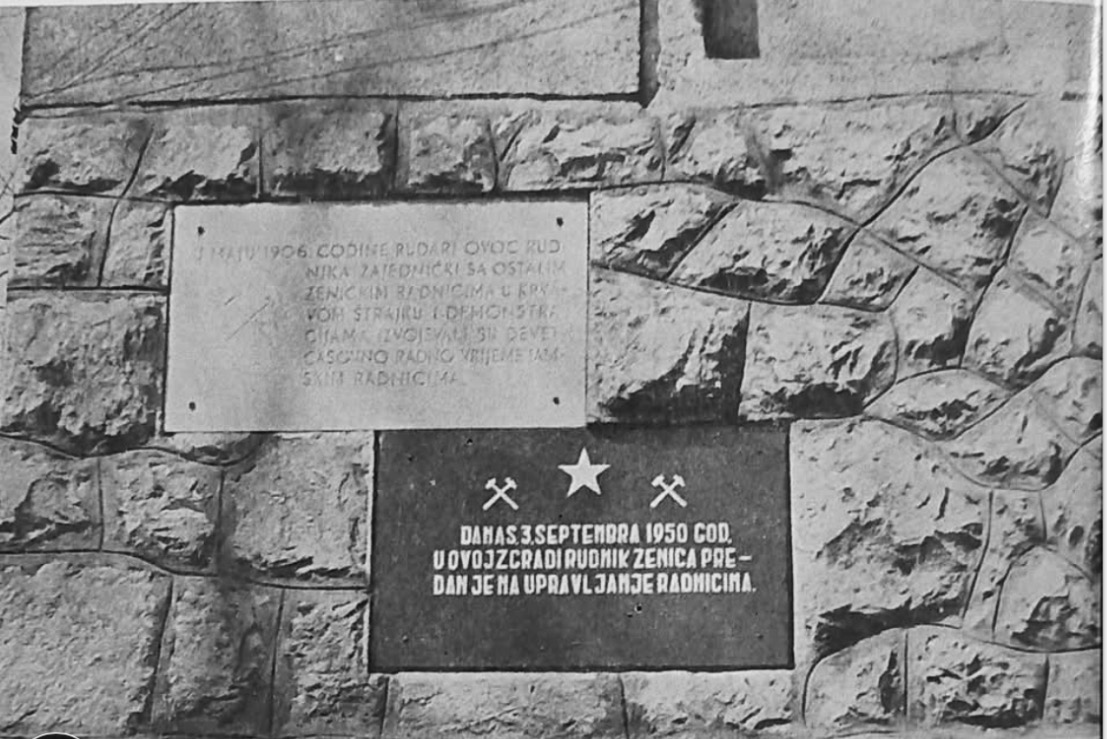 U MAJU 1906. GODINE RUDARI OVOG RUD-
NIKA ZAJEDNIČKI SA OSTALIM
ZENIČKIM RADNICIMA U KRVA-
VOM ŠTRAJKU I DEMONSTRA-
CIJAMA IZVOJEVALI SU DEVET-
ČASOVNO RADNO VRIJEME JAM-
SKIM RADNICIMA.
DANAS, 3. SEPTEMBRA 1950 GOD.
U OVOJ ZGRADI RUDNIK ZENICA PRE-
DAN JE NA UPRAVLJANJE RADNICIMA.